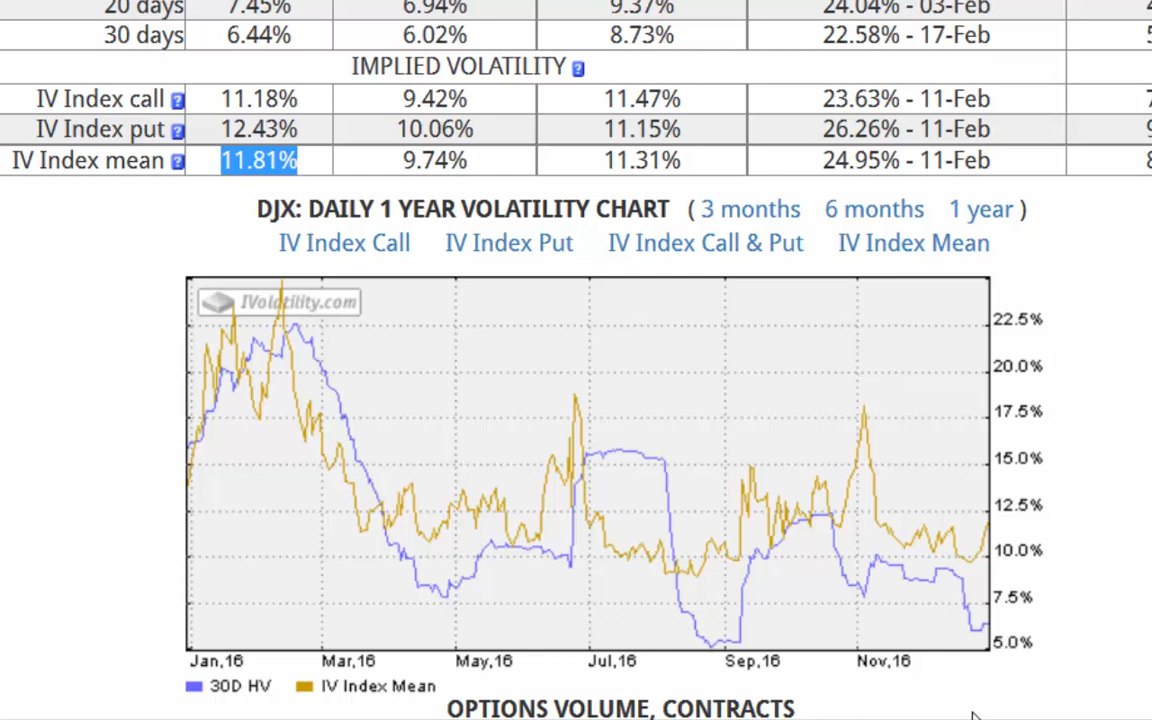 20 days 7.45% 6.94% 9.37% 24.04% - 03-Feb
30 days 6.44% 6.02% 8.73% 22.58% - 17-Feb
IMPLIED VOLATILITY ?
IV Index call ? 11.18% 9.42% 11.47% 23.63% - 11-Feb
IV Index put ? 12.43% 10.06% 11.15% 26.26% - 11-Feb
IV Index mean ? 11.81% 9.74% 11.31% 24.95% - 11-Feb
DJX: DAILY 1 YEAR VOLATILITY CHART ( 3 months 6 months 1 year )
IV Index Call IV Index Put IV Index Call & Put IV Index Mean
IVolatility.com
22.5%
20.0%
17.5%
15.0%
12.5%
10.0%
7.5%
5.0%
Jan,16 Mar,16 May,16 Jul,16 Sep,16 Nov,16
30D HV IV Index Mean
OPTIONS VOLUME, CONTRACTS